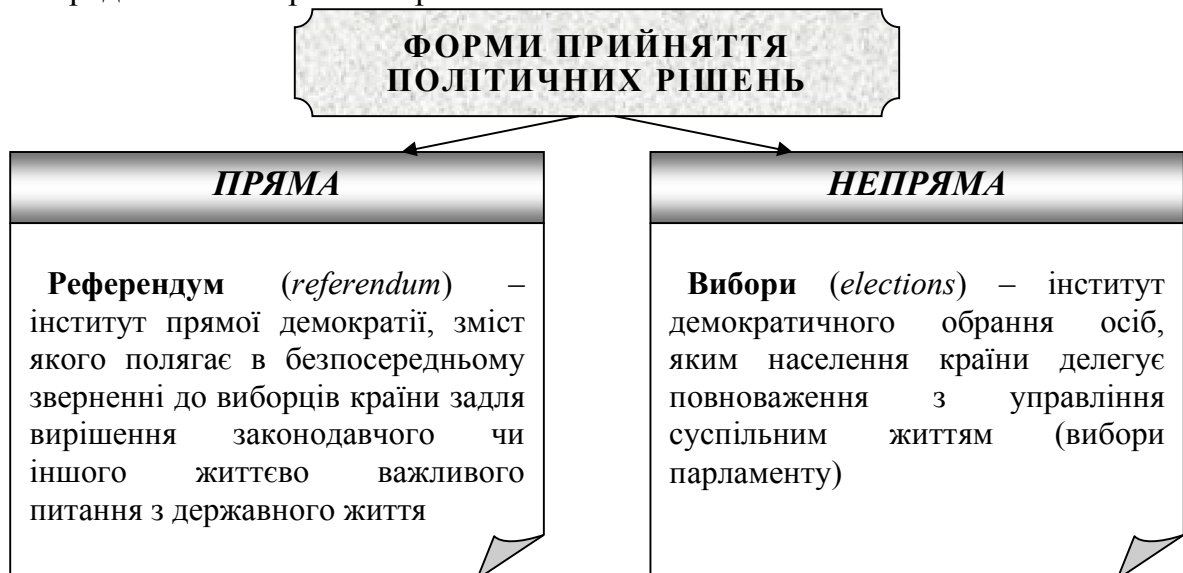 ФОРМИ ПРИЙНЯТТЯ
ПОЛІТИЧНИХ РІШЕНЬ
ПРЯМА
Референдум (referendum) –
інститут прямої демократії, зміст
якого полягає в безпосередньому
зверненні до виборців країни задля
вирішення законодавчого чи
іншого життєво важливого
питання з державного життя
НЕПРЯМА
Вибори (elections) – інститут
демократичного обрання осіб,
яким населення країни делегує
повноваження з управління
суспільним життям (вибори
парламенту)